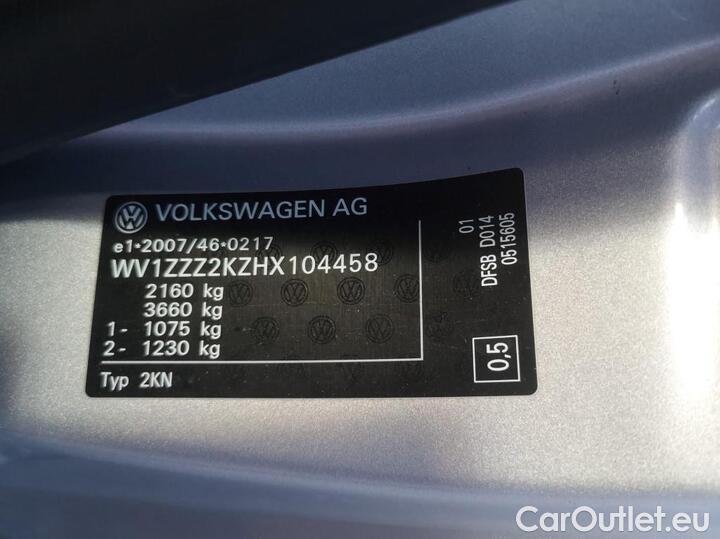 VOLKSWAGEN AG
e1*2007/46*0217
WV1ZZZ2KZHX104458
2160 kg
3660 kg
1- 1075 kg
2- 1230 kg
Typ 2KN
01
DFSB D014
0515605
0,5
CarOutlet.eu